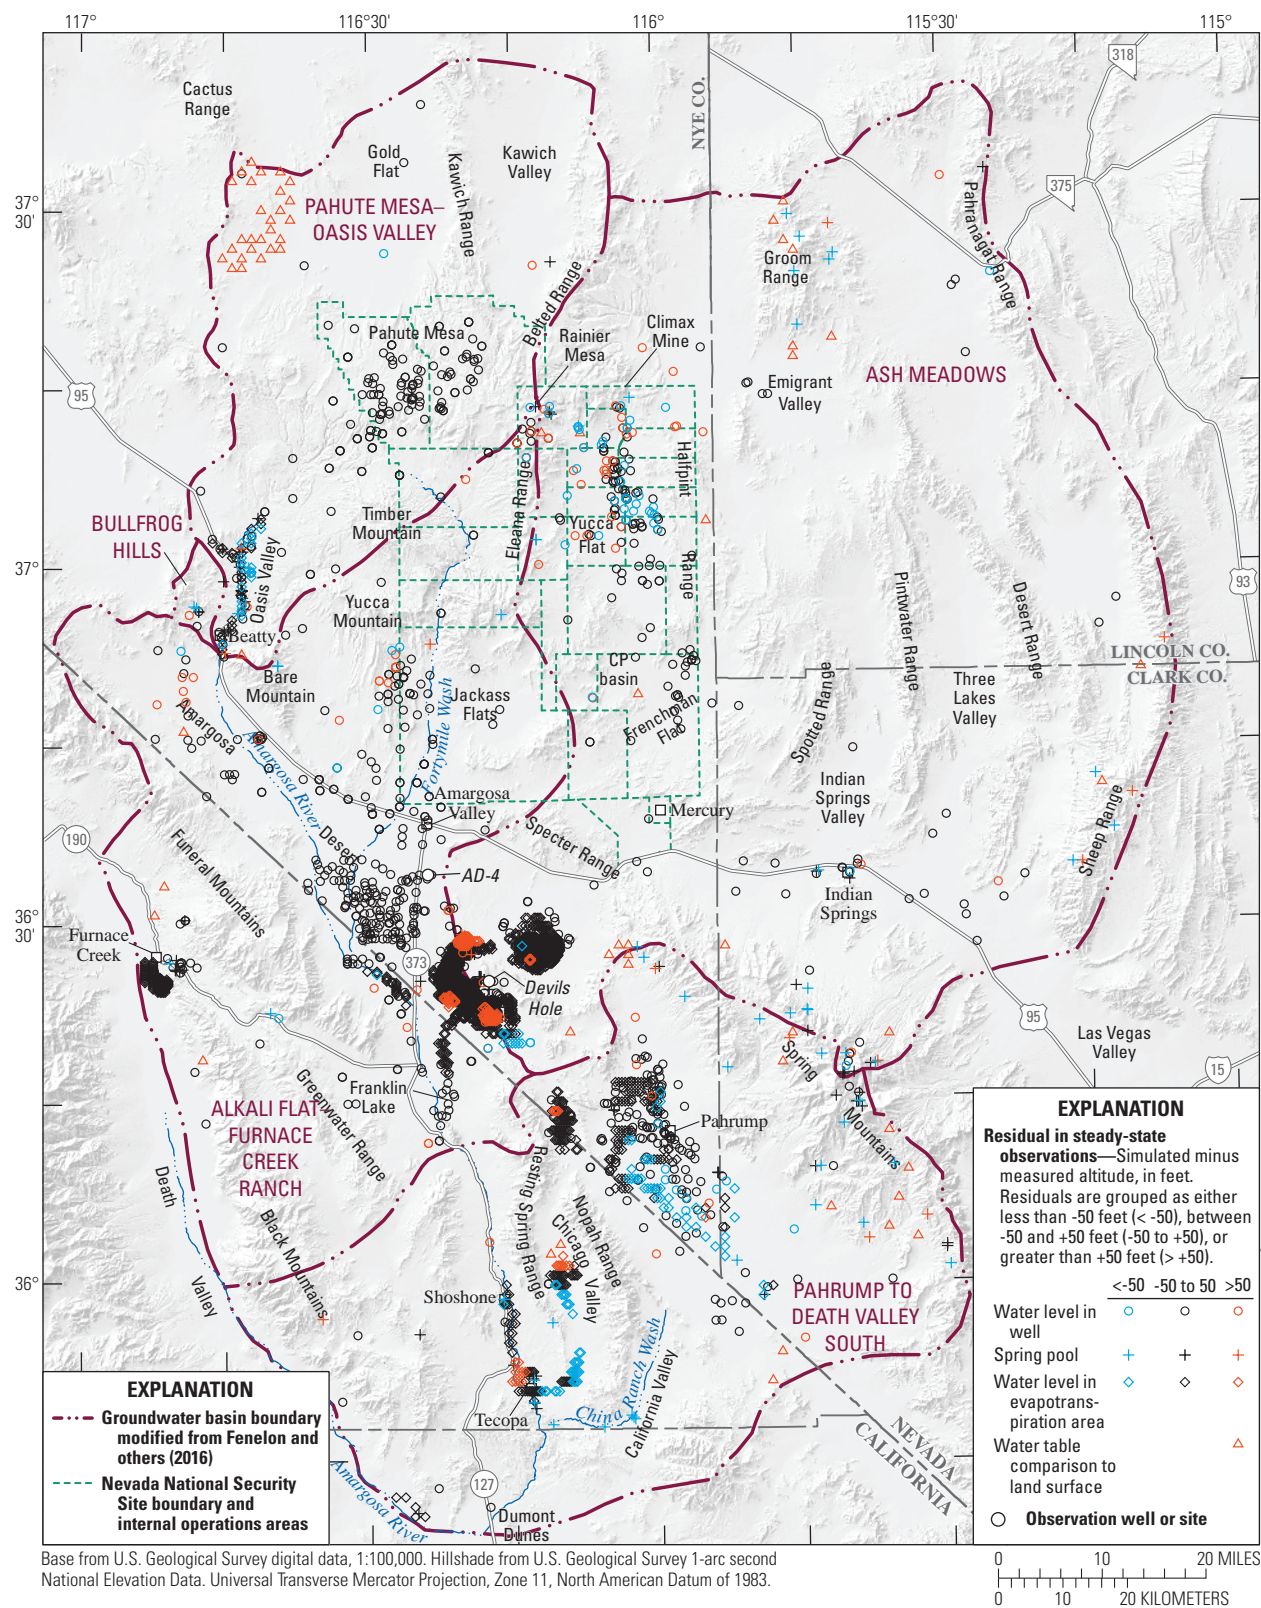 117°
116°30'
116°
115°30'
115°
318
Cactus
Range
NYE CO.
Gold
Flat
Kawich
Valley
Kawich Range
375
37°
30'
PAHUTE MESA–
OASIS VALLEY
Pahranagat Range
Groom
Range
Belted Range
Pahute Mesa
Rainier
Mesa
Climax
Mine
ASH MEADOWS
Emigrant
Valley
95
Halfpint
Range
Eleana Range
BULLFROG
HILLS
Timber
Mountain
Yucca
Flat
37°
Oasis Valley
93
Yucca
Mountain
Pintwater Range
Desert Range
Beatty
LINCOLN CO.
CLARK CO.
CP
basin
Bare
Mountain
Jackass
Flats
Three
Lakes
Valley
Spotted Range
Frenchman
Flat
Fortymile Wash
Amargosa
Desert
Amargosa River
Indian
Springs
Valley
Amargosa
Valley
Mercury
Sheep Range
190
Funeral Mountains
Specter Range
AD-4
Indian
Springs
36°
30'
Furnace
Creek
373
Devils
Hole
95
Las Vegas
Valley
15
Spring
Mountains
Greenwater Range
Franklin
Lake
ALKALI FLAT–
FURNACE
CREEK
RANCH
Pahrump
Death
Valley
Resting Spring Range
Nopah Range
Chicago
Valley
Black Mountains
36°
Shoshone
PAHRUMP TO
DEATH VALLEY
SOUTH
China Ranch Wash
California Valley
Tecopa
NEVADA
CALIFORNIA
127
Amargosa River
Dumont
Dunes
EXPLANATION
Groundwater basin boundary
modified from Fenelon and
others (2016)
Nevada National Security
Site boundary and
internal operations areas
EXPLANATION
Residual in steady-state
observations—Simulated minus
measured altitude, in feet.
Residuals are grouped as either
less than -50 feet (< -50), between
-50 and +50 feet (-50 to +50), or
greater than +50 feet (> +50).
<-50 -50 to 50 >50
Water level in
well
Spring pool
Water level in
evapotrans-
piration area
Water table
comparison to
land surface
Observation well or site
Base from U.S. Geological Survey digital data, 1:100,000. Hillshade from U.S. Geological Survey 1-arc second
National Elevation Data. Universal Transverse Mercator Projection, Zone 11, North American Datum of 1983.
0 10 20 MILES
0 10 20 KILOMETERS